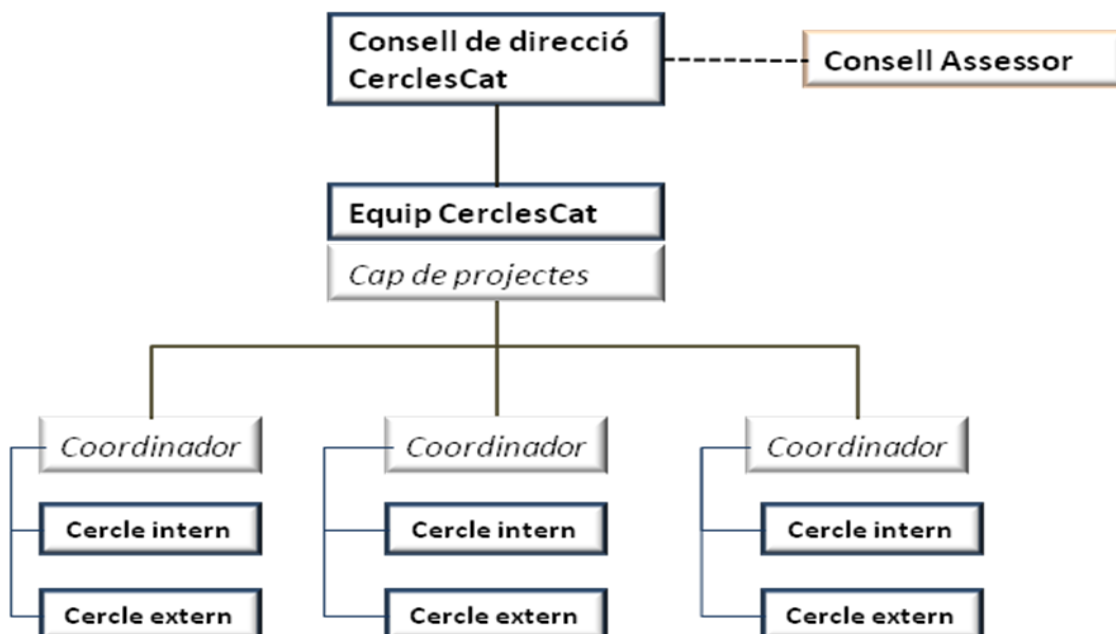 Consell de direcció
CerclesCat
Consell Assessor
Equip CerclesCat
Cap de projectes
Coordinador
Coordinador
Coordinador
Cercle intern
Cercle intern
Cercle intern
Cercle extern
Cercle extern
Cercle extern